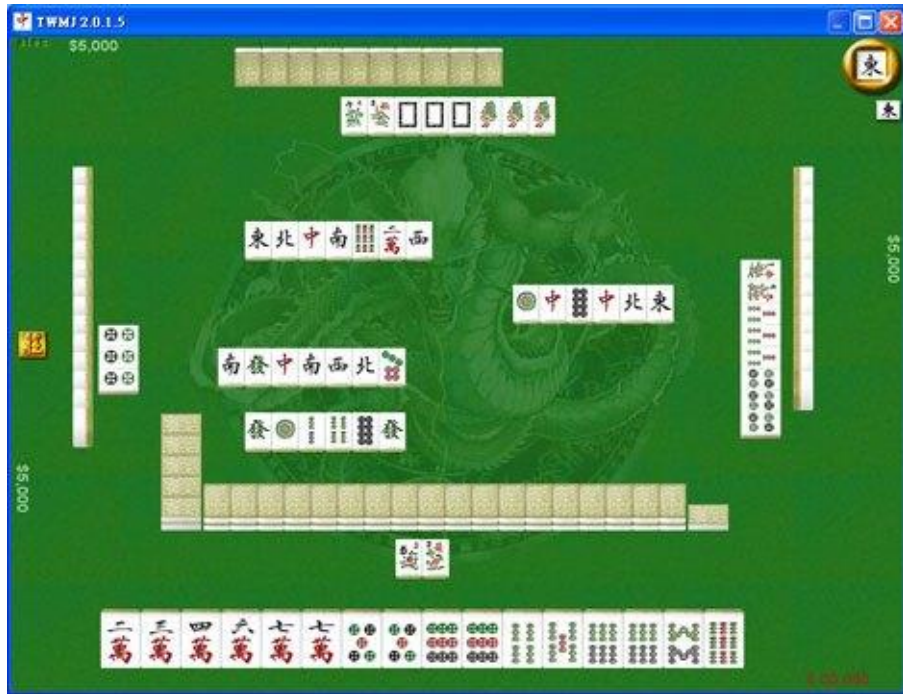 TWMJ 2.0.1.5
$5,000
東
東
東 北 中 南 二萬 西
$5,000
中 中 北 東
南 發 中 南 西 北
發 發
$5,000
二萬 三萬 四萬 六萬 七萬 七萬